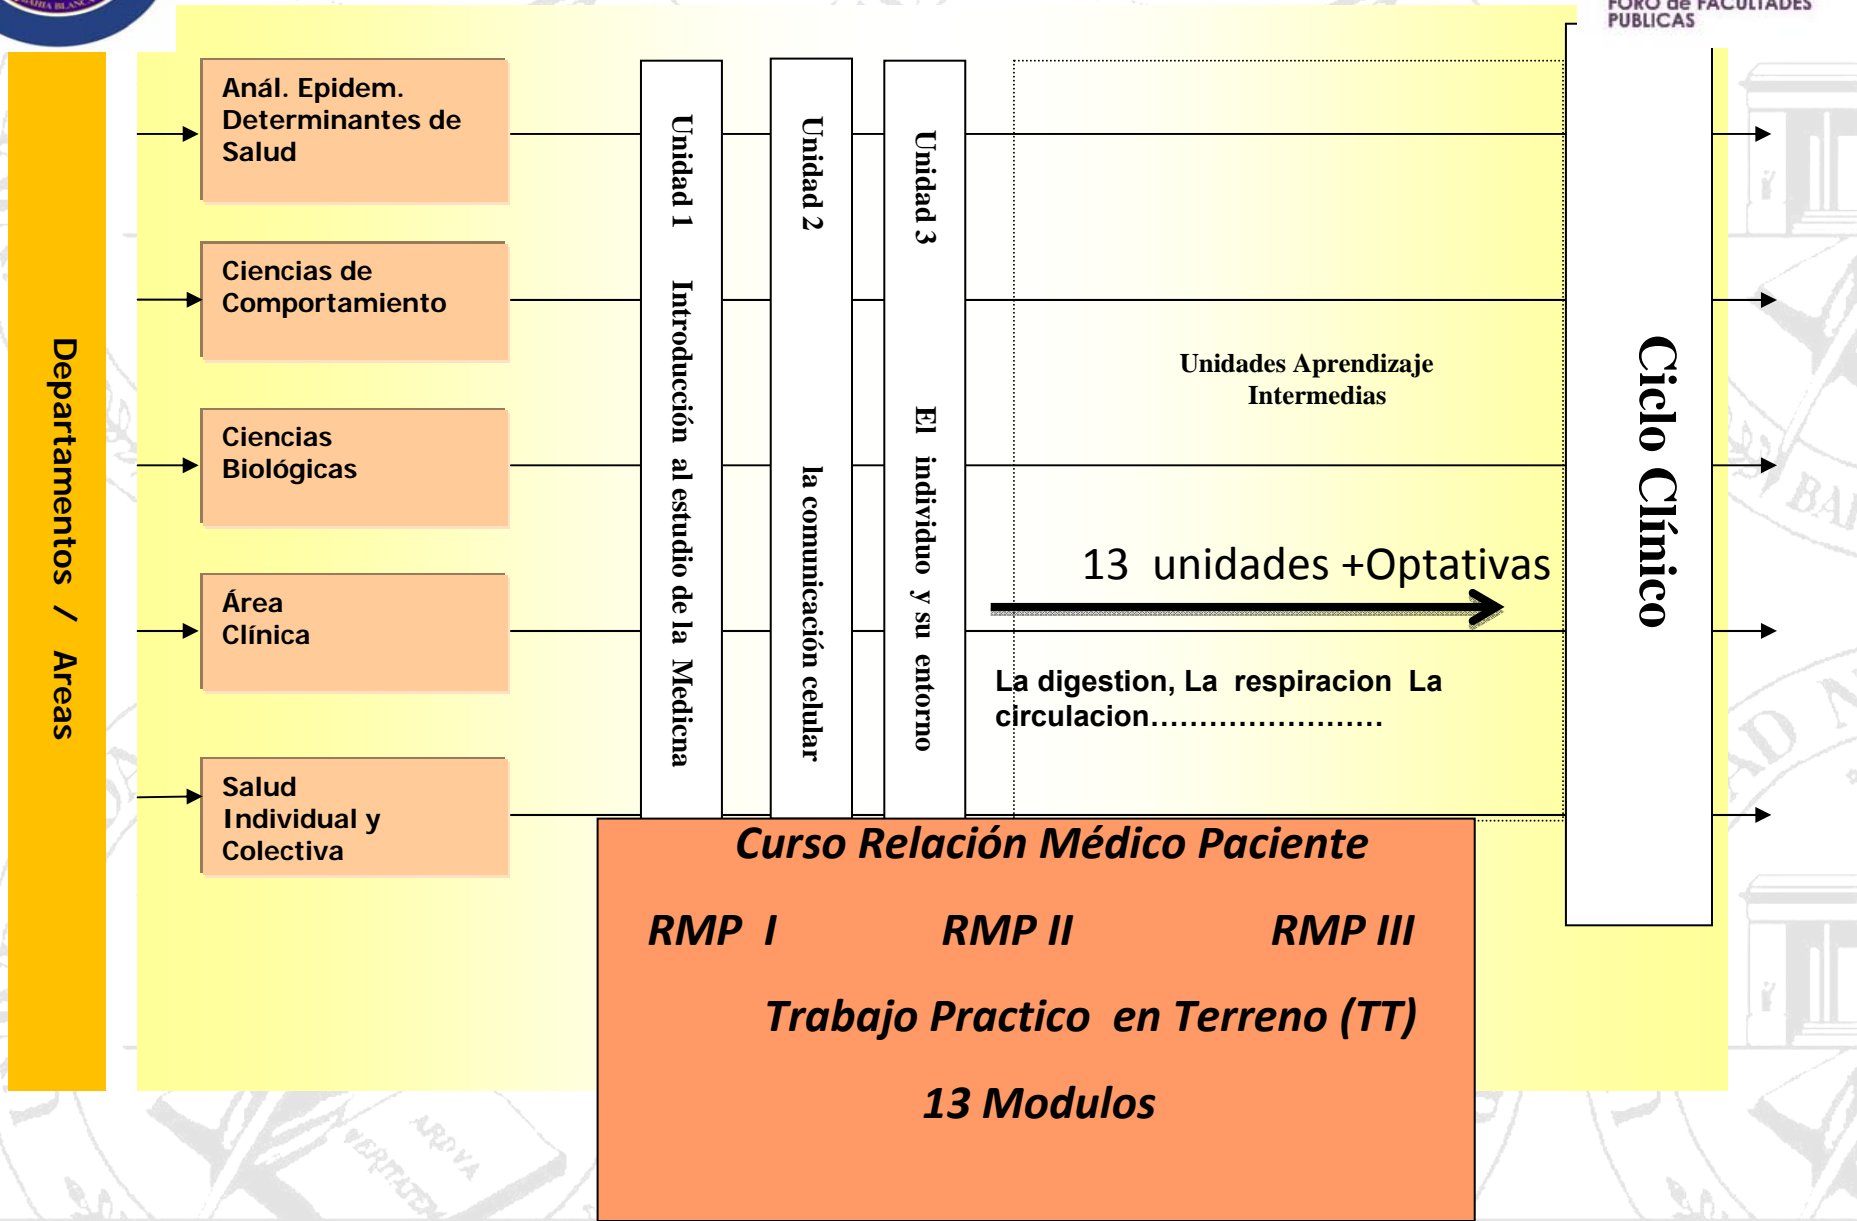 BAHIA BLANCA
FORO de FACULTADES
PUBLICAS
Departamentos / Areas
Anál. Epidem.
Determinantes de
Salud
Ciencias de
Comportamiento
Ciencias
Biológicas
Área
Clínica
Salud
Individual y
Colectiva
Unidad 1 Introducción al estudio de la Medicna
Unidad 2 la comunicación celular
Unidad 3 El individuo y su entorno
Unidades Aprendizaje
Intermedias
13 unidades +Optativas
La digestion, La respiracion La
circulacion........................
Ciclo Clínico
Curso Relación Médico Paciente
RMP I RMP II RMP III
Trabajo Practico en Terreno (TT)
13 Modulos